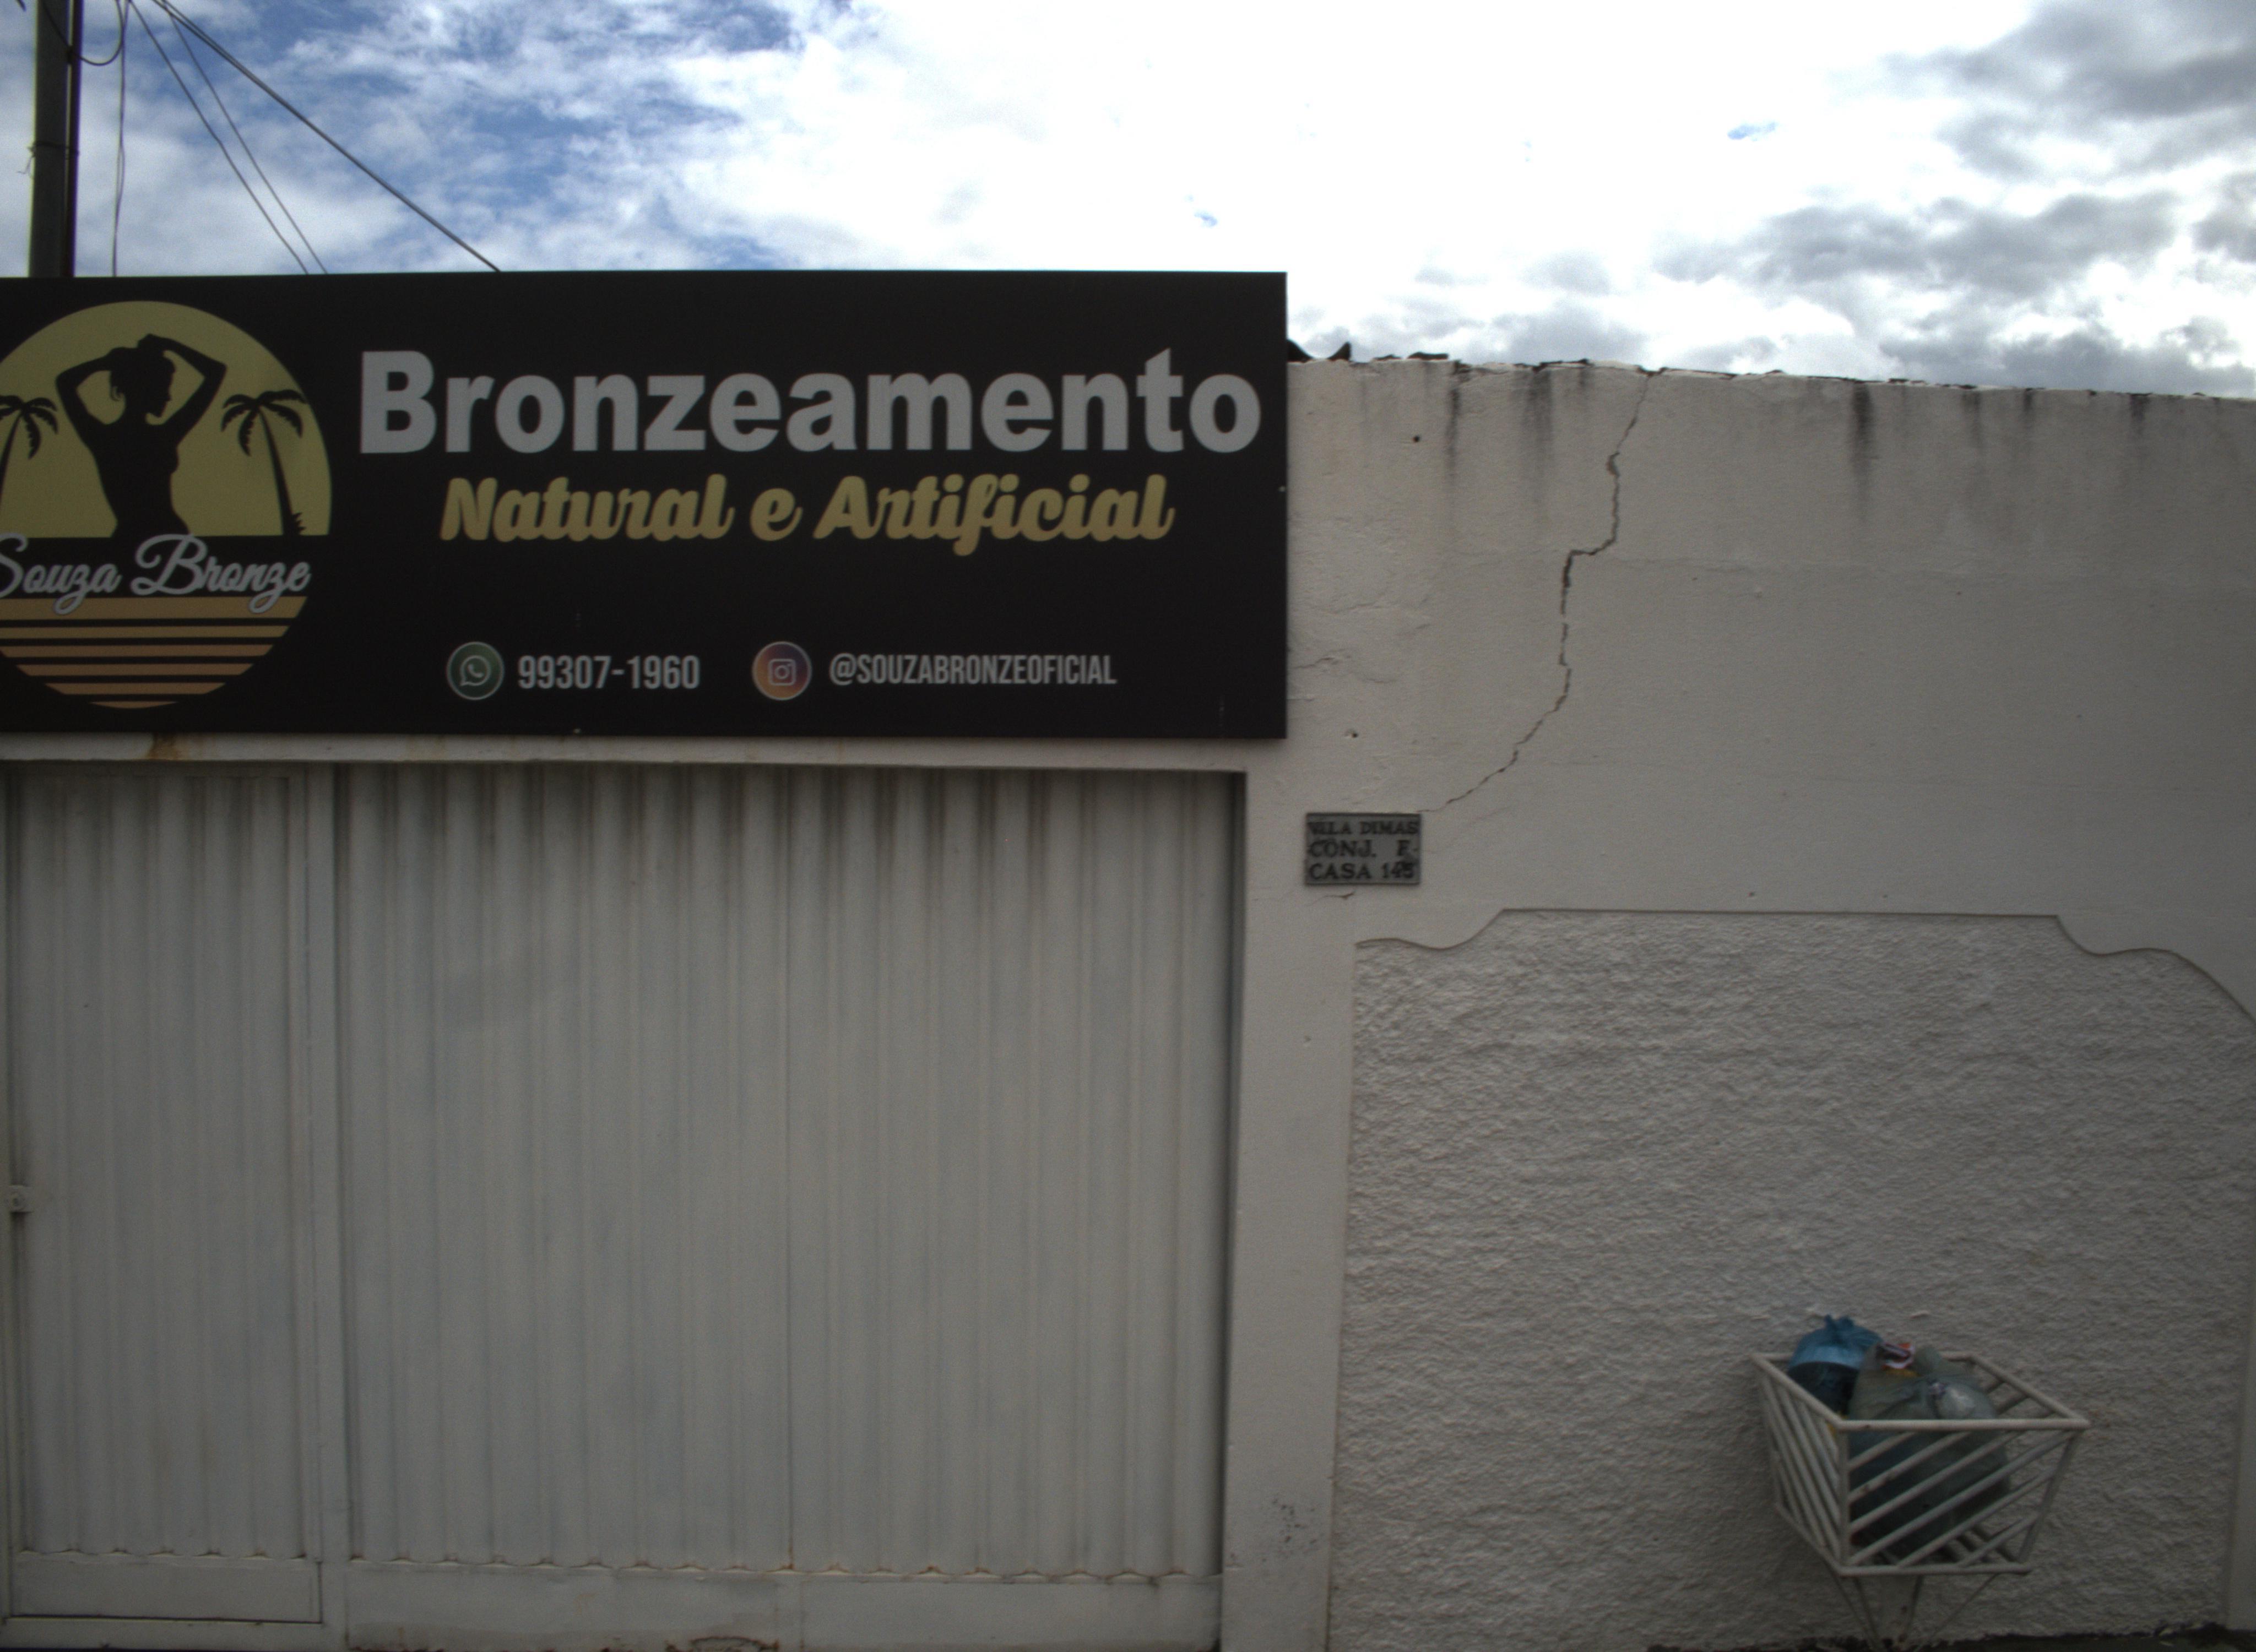 Bronzeamento
Natural e Artificial
Souza Bronze
99307-1960 @SOUZABRONZEOFICIAL
VILA DIMAS
CONJ. F
CASA 145